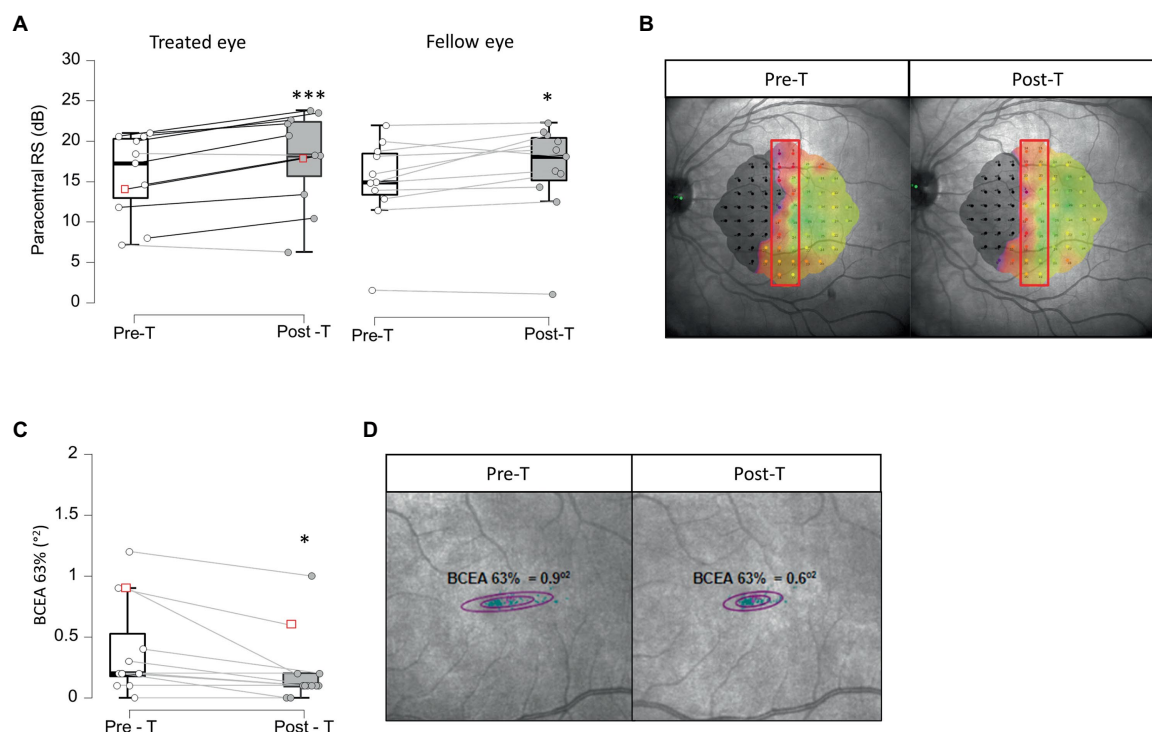 A
Treated eye
Fellow eye
30
25
20
15
10
5
0
Paracentral RS (dB)
***
*
Pre-T
Post -T
Pre-T
Post-T
B
Pre-T
Post-T
C
2
1.5
1
0.5
0
BCEA 63% (°²)
*
Pre - T
Post - T
D
Pre-T
Post-T
BCEA 63% = 0.9°²
BCEA 63% = 0.6°²